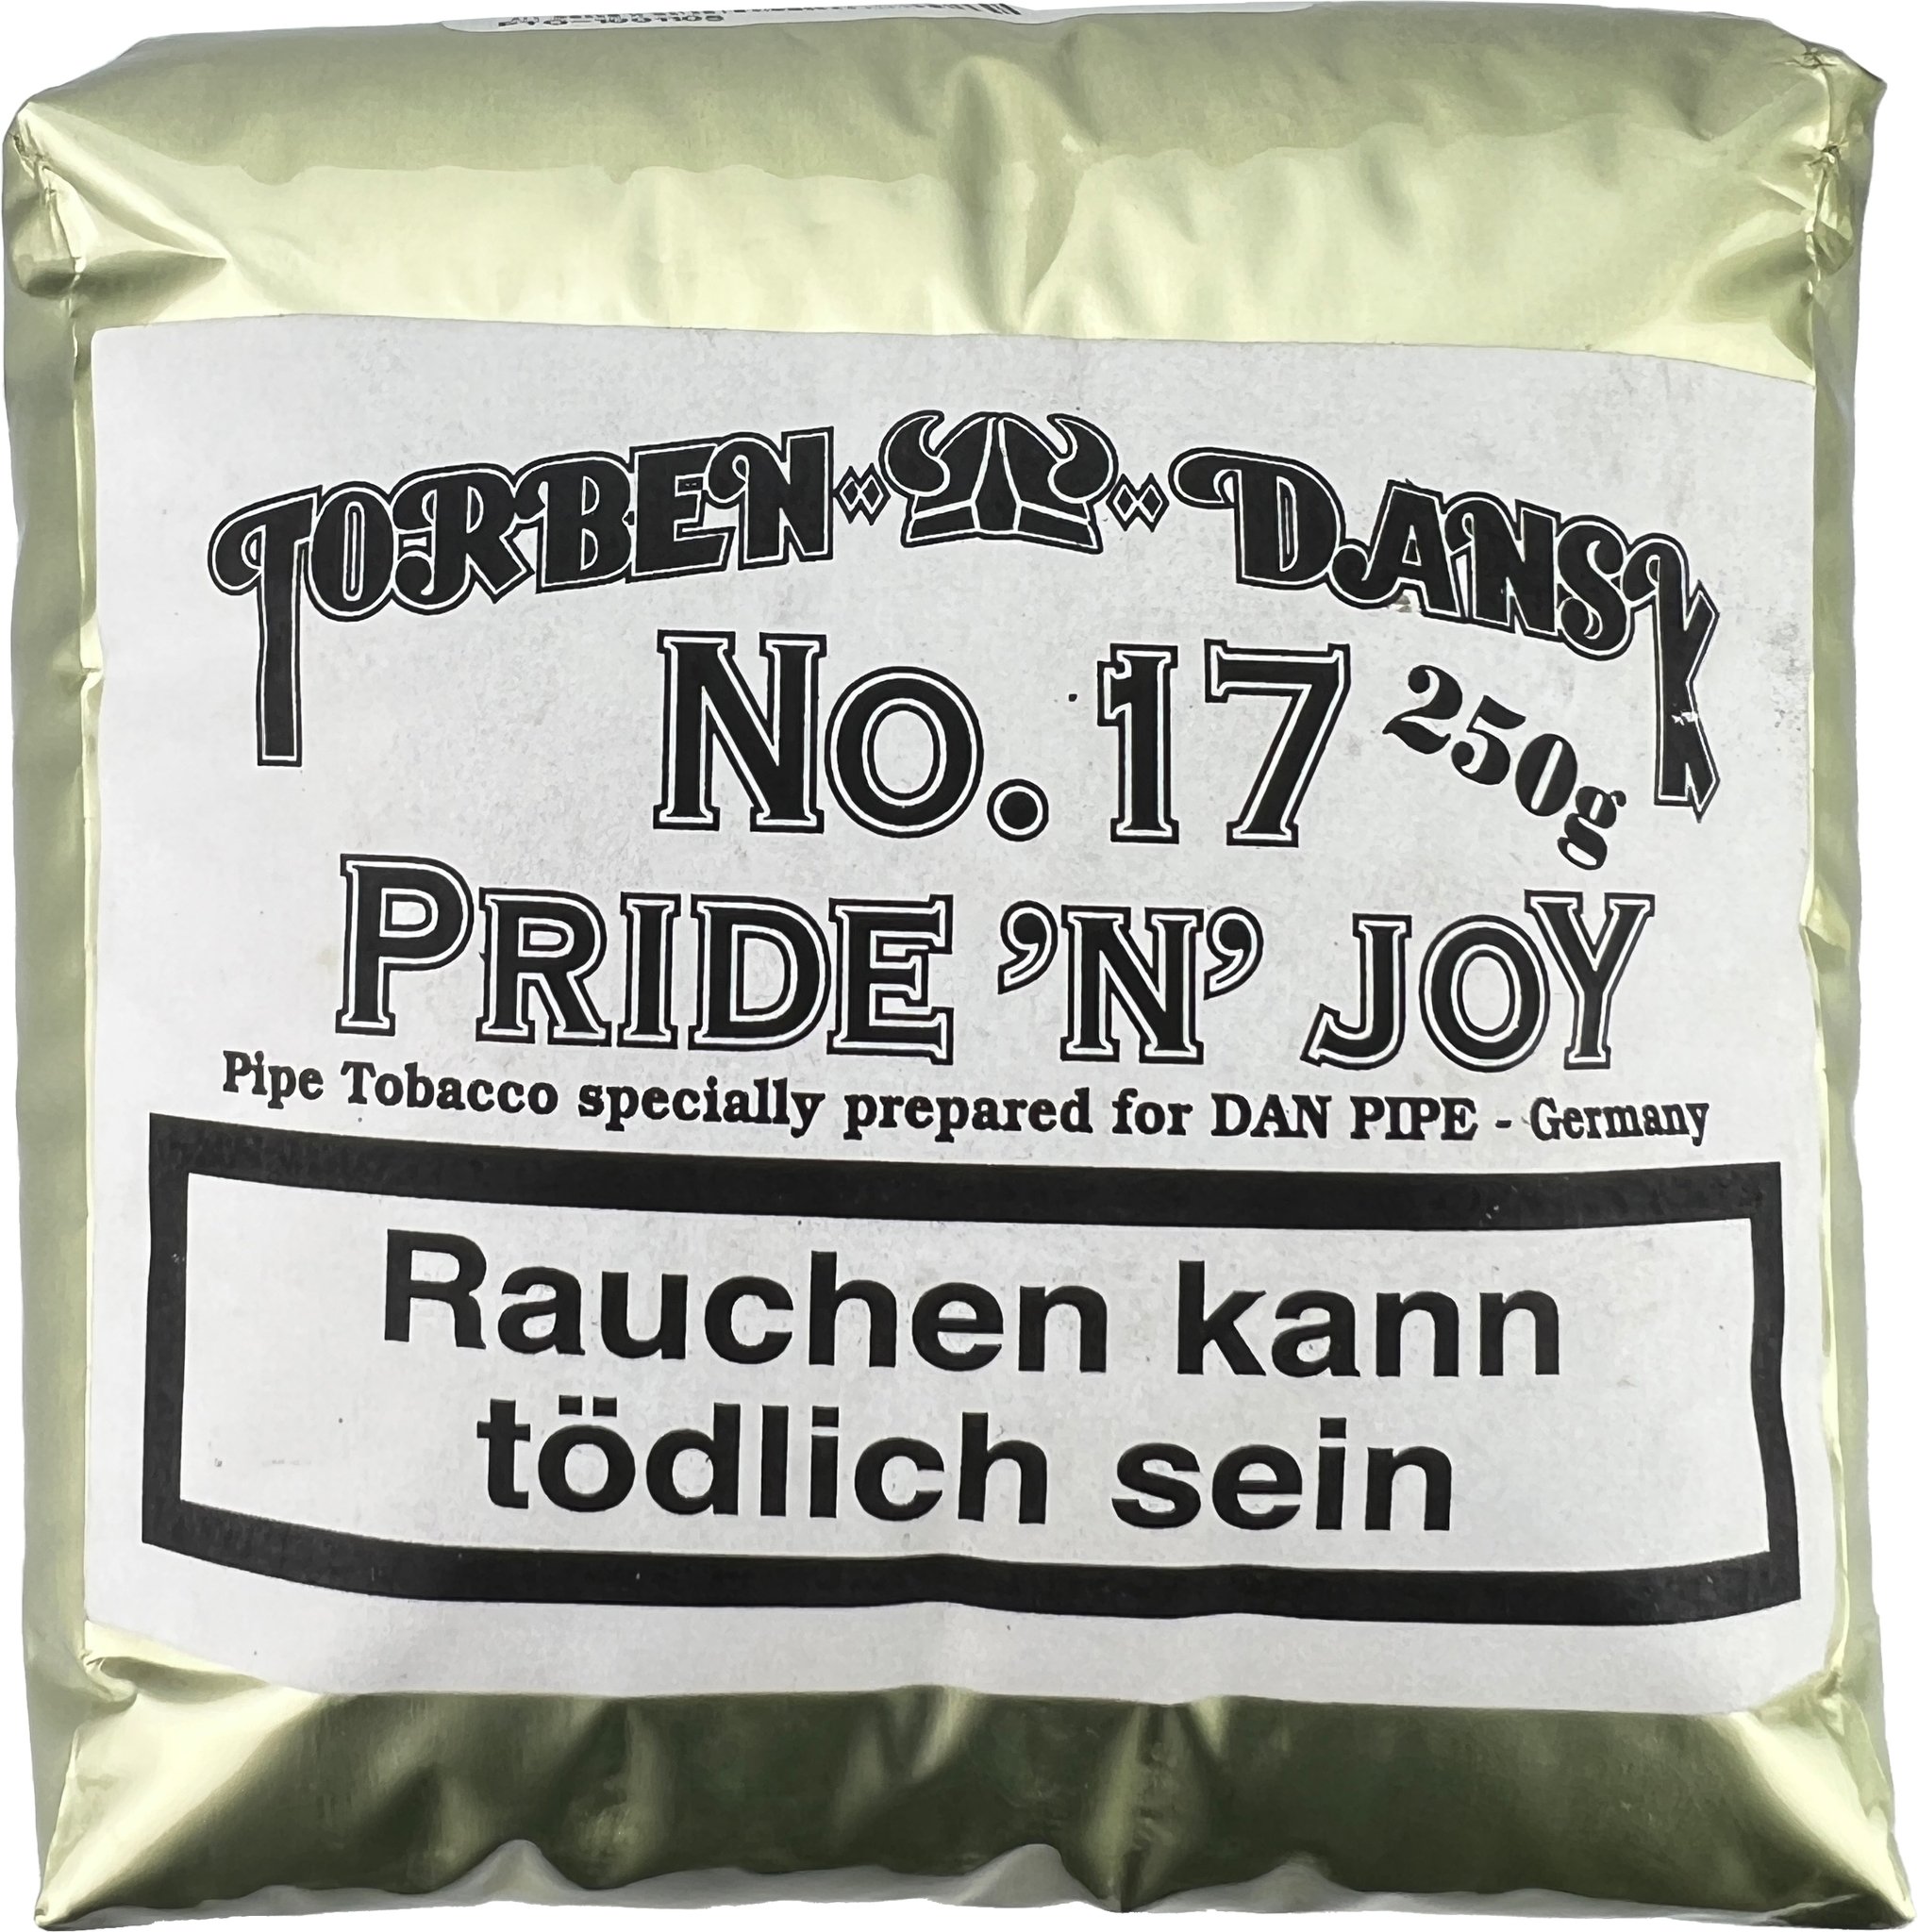 TORBEN DANSK
No. 17
250g
PRIDE ’N’ JOY
Pipe Tobacco specially prepared for DAN PIPE - Germany
Rauchen kann
tödlich sein